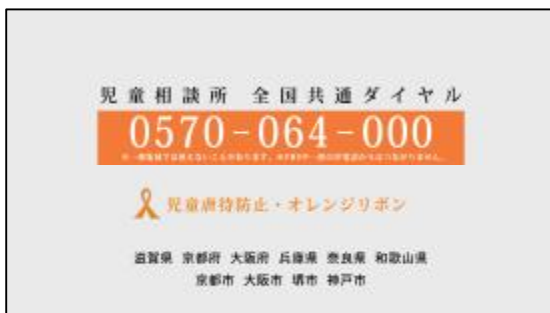 児童相談所 全国共通ダイヤル
0570-064-000
児童虐待防止・オレンジリボン
滋賀県 京都府 大阪府 兵庫県 奈良県 和歌山県
京都市 大阪市 堺市 神戸市